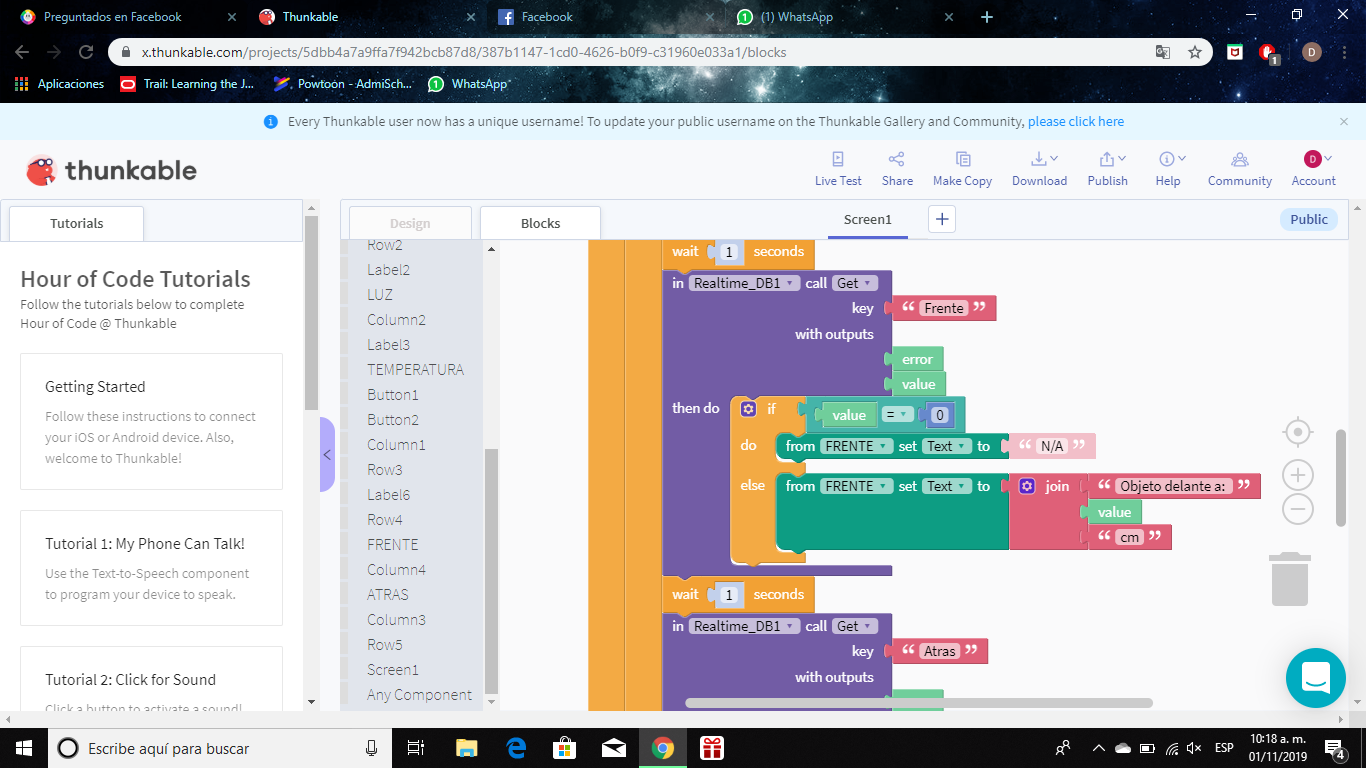 Preguntados en Facebook
Thunkable
Facebook
(1) WhatsApp
x.thunkable.com/projects/5dbb4a7a9ffa7f942bcb87d8/387b1147-1cd0-4626-b0f9-c31960e033a1/blocks
1
D
Aplicaciones
Trail: Learning the J...
Powtoon - AdmiSch...
WhatsApp
Every Thunkable user now has a unique username! To update your public username on the Thunkable Gallery and Community, please click here
thunkable
Live Test
Share
Make Copy
Download
Publish
Help
Community
D
Account
Tutorials
Design
Blocks
Screen1
Public
Hour of Code Tutorials
Follow the tutorials below to complete
Hour of Code @ Thunkable
Getting Started
Follow these instructions to connect
your iOS or Android device. Also,
welcome to Thunkable!
Tutorial 1: My Phone Can Talk!
Use the Text-to-Speech component
to program your device to speak.
Tutorial 2: Click for Sound
Click a button to activate a sound!
Row2
Label2
LUZ
Column2
Label3
TEMPERATURA
Button1
Button2
Column1
Row3
Label6
Row4
FRENTE
Column4
ATRAS
Column3
Row5
Screen1
Any Component
wait 1 seconds
in Realtime_DB1 call Get
key “ Frente ”
with outputs
error
value
then do if value = 0
do from FRENTE set Text to “ N/A ”
else from FRENTE set Text to join “ Objeto delante a: ”
value
“ cm ”
wait 1 seconds
in Realtime_DB1 call Get
key “ Atras ”
with outputs
Escribe aquí para buscar
ESP
10:18 a. m.
01/11/2019
4